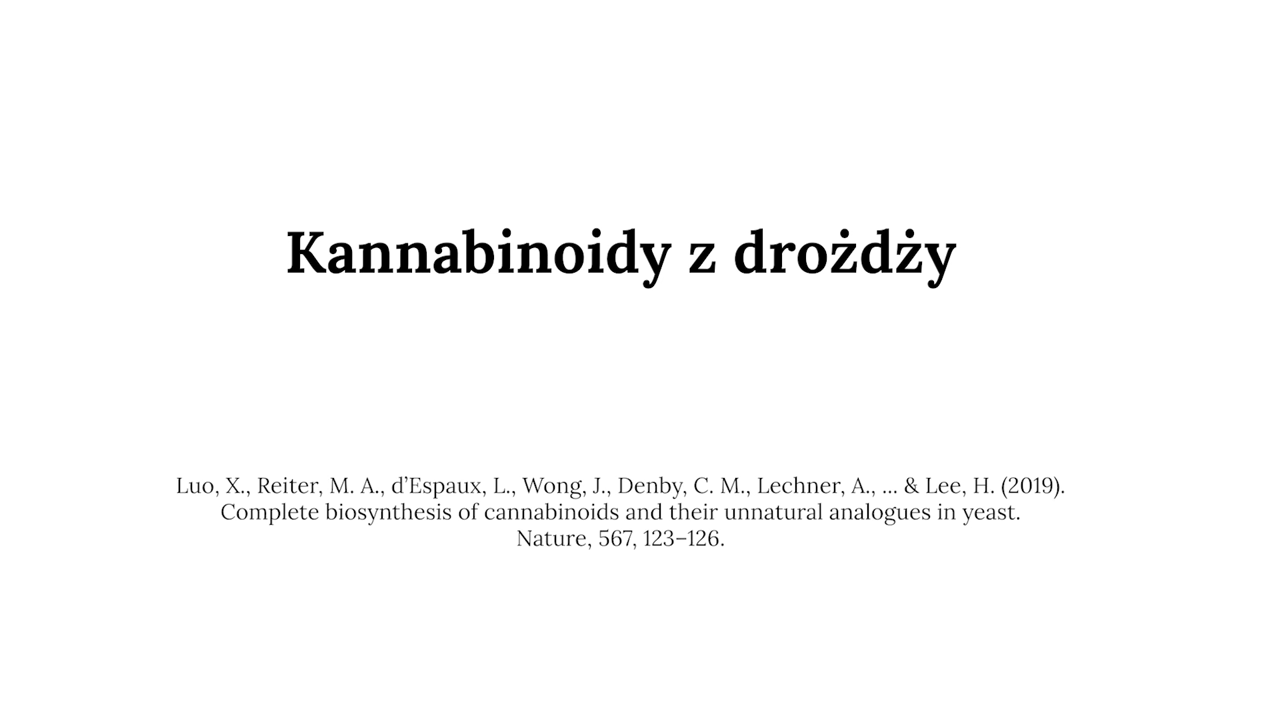 Kannabinoidy z drożdży
Luo, X., Reiter, M. A., d’Espaux, L., Wong, J., Denby, C. M., Lechner, A., ... & Lee, H. (2019).
Complete biosynthesis of cannabinoids and their unnatural analogues in yeast.
Nature, 567, 123–126.